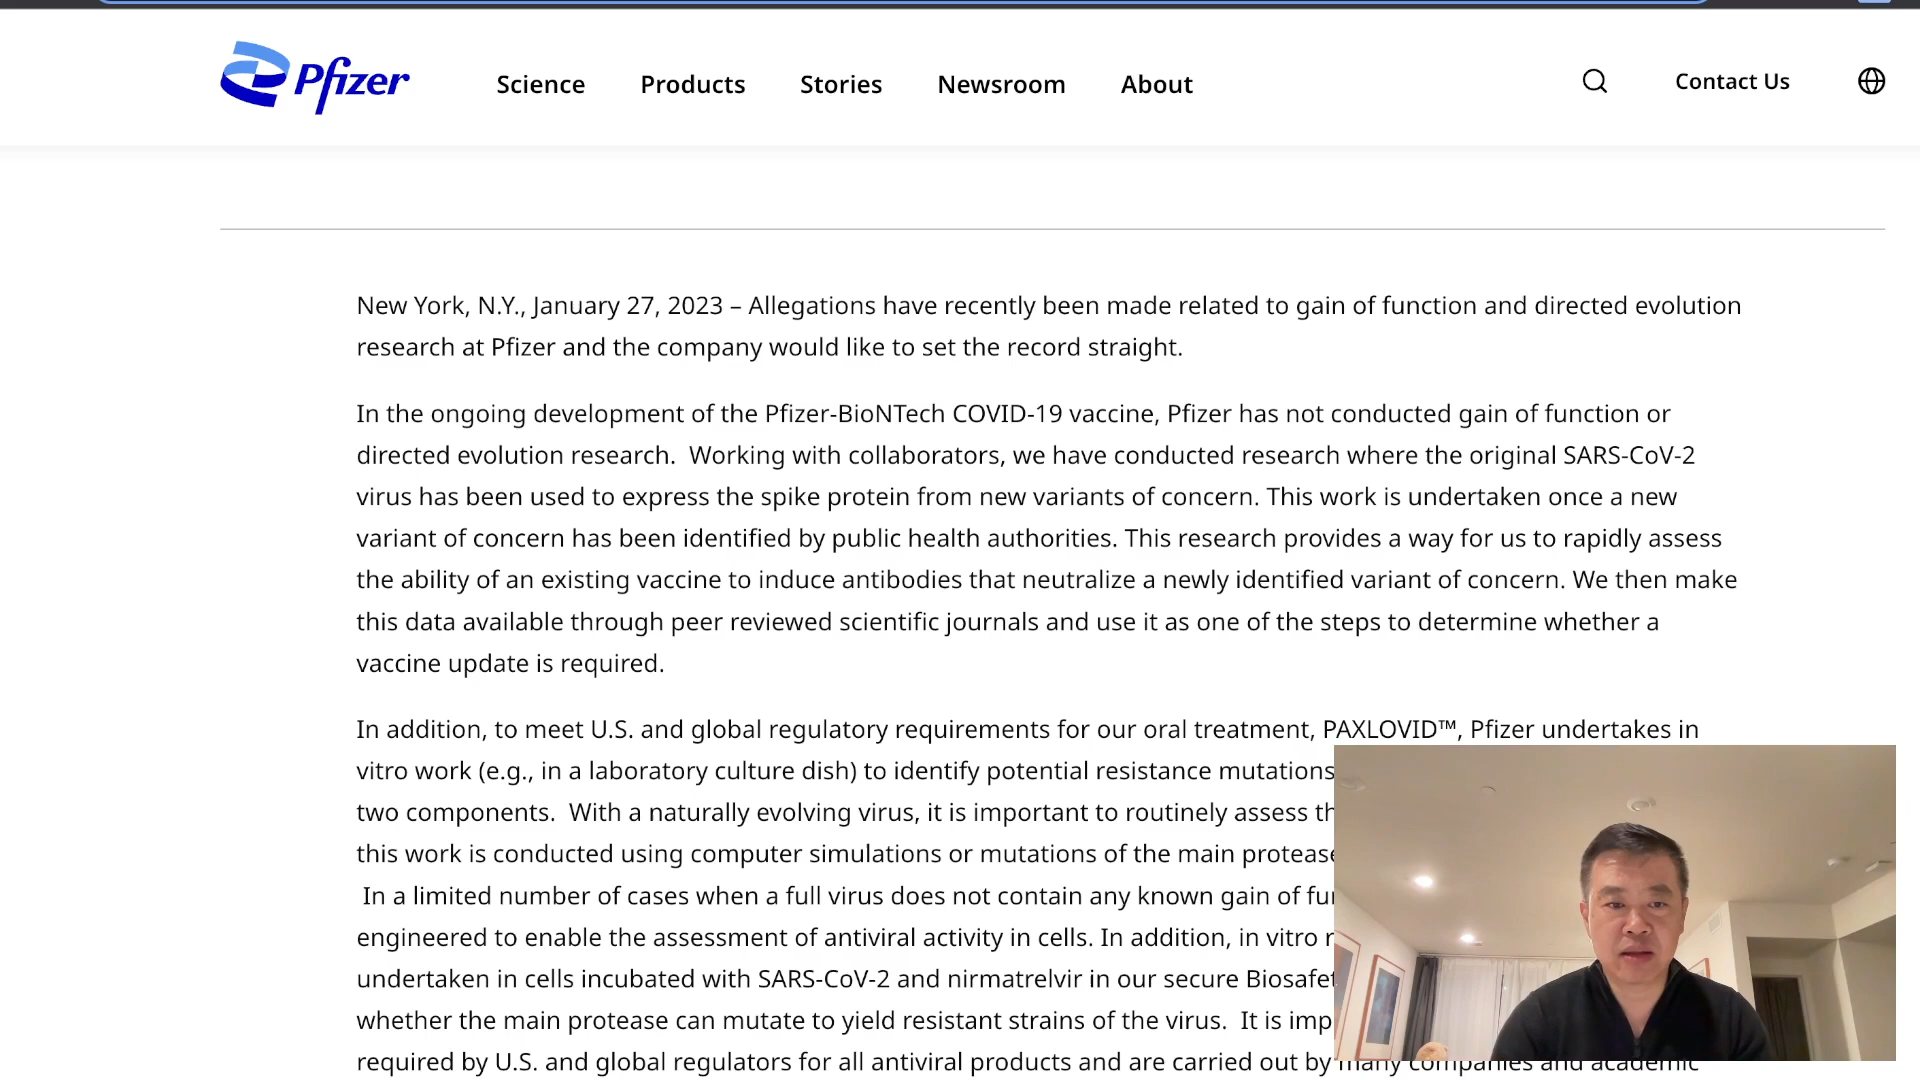 Pfizer Science Products Stories Newsroom About Contact Us
New York, N.Y., January 27, 2023 – Allegations have recently been made related to gain of function and directed evolution
research at Pfizer and the company would like to set the record straight.
In the ongoing development of the Pfizer-BioNTech COVID-19 vaccine, Pfizer has not conducted gain of function or
directed evolution research.  Working with collaborators, we have conducted research where the original SARS-CoV-2
virus has been used to express the spike protein from new variants of concern. This work is undertaken once a new
variant of concern has been identified by public health authorities. This research provides a way for us to rapidly assess
the ability of an existing vaccine to induce antibodies that neutralize a newly identified variant of concern. We then make
this data available through peer reviewed scientific journals and use it as one of the steps to determine whether a
vaccine update is required.
In addition, to meet U.S. and global regulatory requirements for our oral treatment, PAXLOVID™, Pfizer undertakes in
vitro work (e.g., in a laboratory culture dish) to identify potential resistance mutations
two components.  With a naturally evolving virus, it is important to routinely assess
this work is conducted using computer simulations or mutations of the main protease
In a limited number of cases when a full virus does not contain any known gain of
engineered to enable the assessment of antiviral activity in cells. In addition, in vitro
undertaken in cells incubated with SARS-CoV-2 and nirmatrelvir in our secure
whether the main protease can mutate to yield resistant strains of the virus.  It is
required by U.S. and global regulators for all antiviral products and are carried out by many companies and academic